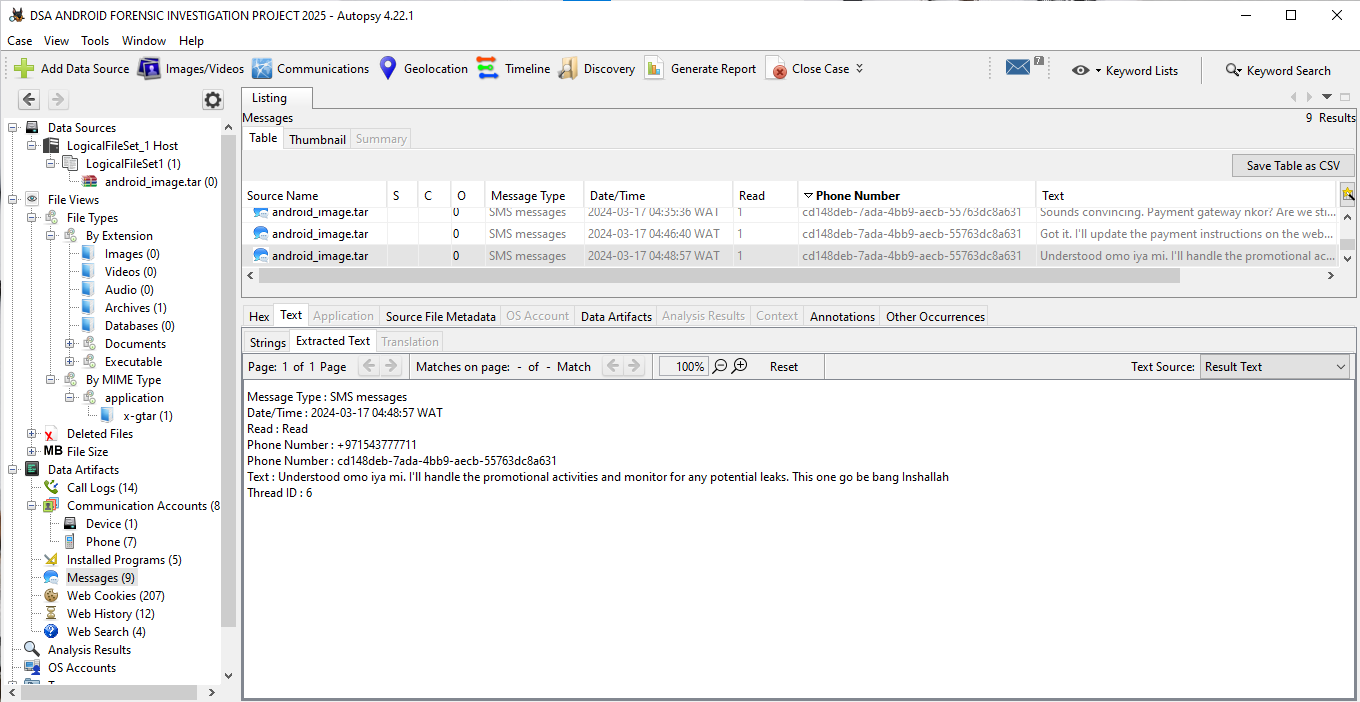 DSA ANDROID FORENSIC INVESTIGATION PROJECT 2025 - Autopsy 4.22.1
Case View Tools Window Help
Add Data Source Images/Videos Communications Geolocation Timeline Discovery Generate Report Close Case 7 Keyword Lists Keyword Search
Listing
Messages 9 Results
Table Thumbnail Summary
Save Table as CSV
Source Name S C O Message Type Date/Time Read Phone Number Text
android_image.tar 0 SMS messages 2024-03-17 04:35:36 WAT 1 cd148deb-7ada-4bb9-aecb-55763dc8a631 Sounds convincing. Payment gateway nkor? Are we sti...
android_image.tar 0 SMS messages 2024-03-17 04:46:40 WAT 1 cd148deb-7ada-4bb9-aecb-55763dc8a631 Got it. I'll update the payment instructions on the web...
android_image.tar 0 SMS messages 2024-03-17 04:48:57 WAT 1 cd148deb-7ada-4bb9-aecb-55763dc8a631 Understood omo iya mi. I'll handle the promotional ac...
Data Sources
LogicalFileSet_1 Host
LogicalFileSet1 (1)
android_image.tar (0)
File Views
File Types
By Extension
Images (0)
Videos (0)
Audio (0)
Archives (1)
Databases (0)
Documents
Executable
By MIME Type
application
x-gtar (1)
Deleted Files
MB File Size
Data Artifacts
Call Logs (14)
Communication Accounts (8
Device (1)
Phone (7)
Installed Programs (5)
Messages (9)
Web Cookies (207)
Web History (12)
Web Search (4)
Analysis Results
OS Accounts
Hex Text Application Source File Metadata OS Account Data Artifacts Analysis Results Context Annotations Other Occurrences
Strings Extracted Text Translation
Page: 1 of 1 Page Matches on page: - of - Match 100% Reset Text Source: Result Text
Message Type : SMS messages
Date/Time : 2024-03-17 04:48:57 WAT
Read : Read
Phone Number : +971543777711
Phone Number : cd148deb-7ada-4bb9-aecb-55763dc8a631
Text : Understood omo iya mi. I'll handle the promotional activities and monitor for any potential leaks. This one go be bang Inshallah
Thread ID : 6